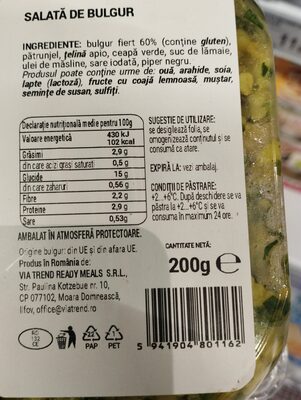 SALATĂ DE BULGUR
INGREDIENTE: bulgur fiert 60% (conține gluten),
pătrunjel, țelină apio, ceapă verde, suc de lămaie,
ulei de măsline, sare iodată, piper negru.
Produsul poate conține urme de: ouă, arahide, soia,
lapte (lactoză), fructe cu coajă lemnoasă, muștar,
semințe de susan, sulfiți.
Declarație nutrițională medie pentru 100g
Valoare energetică 430 kJ
102 kcal
Grăsimi 2,9 g
din care acizi grași saturați 0,5 g
Glucide 15 g
din care zaharuri 0,56 g
Fibre 2,2 g
Proteine 2,9 g
Sare 0,53g
SUGESTIE DE UTILIZARE:
se desigilează folia, se
omogenizează conținutul și se
consumă ca atare.
EXPIRĂ LA: vezi ambalaj.
CONDIȚII DE PĂSTRARE:
+2...+6°C. După deschidere se va
păstra la +2...+6°C și se va
consuma în maximum 24 ore.
AMBALAT ÎN ATMOSFERĂ PROTECTOARE.
Origine bulgur: din UE și din afara UE.
Produs în România de:
VIA TREND READY MEALS S.R.L.,
Str. Paulina Kotzebue nr. 10,
CP 077102, Moara Domnească,
Ilfov, office@viatrend.ro
CANTITATE NETĂ:
200g ℮
RO
132
CE
22
PAP
1
PET
5 941904 801162